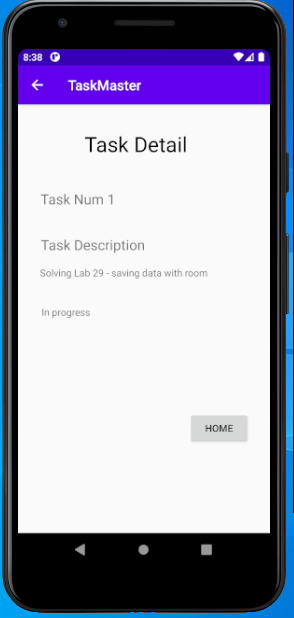 8:38
TaskMaster
Task Detail
Task Num 1
Task Description
Solving Lab 29 - saving data with room
In progress
HOME